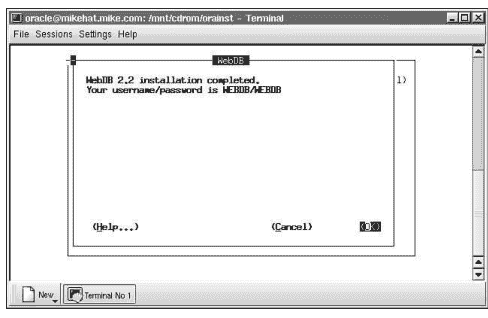 oracle@mikehat.mike.com: /mnt/cdrom/orainst - Terminal
File Sessions Settings Help
WebDB
WebDB 2.2 installation completed.
Your username/password is WEBDB/WEBDB
l)
(Help...)
(Cancel)
(OK)
New
Terminal No 1